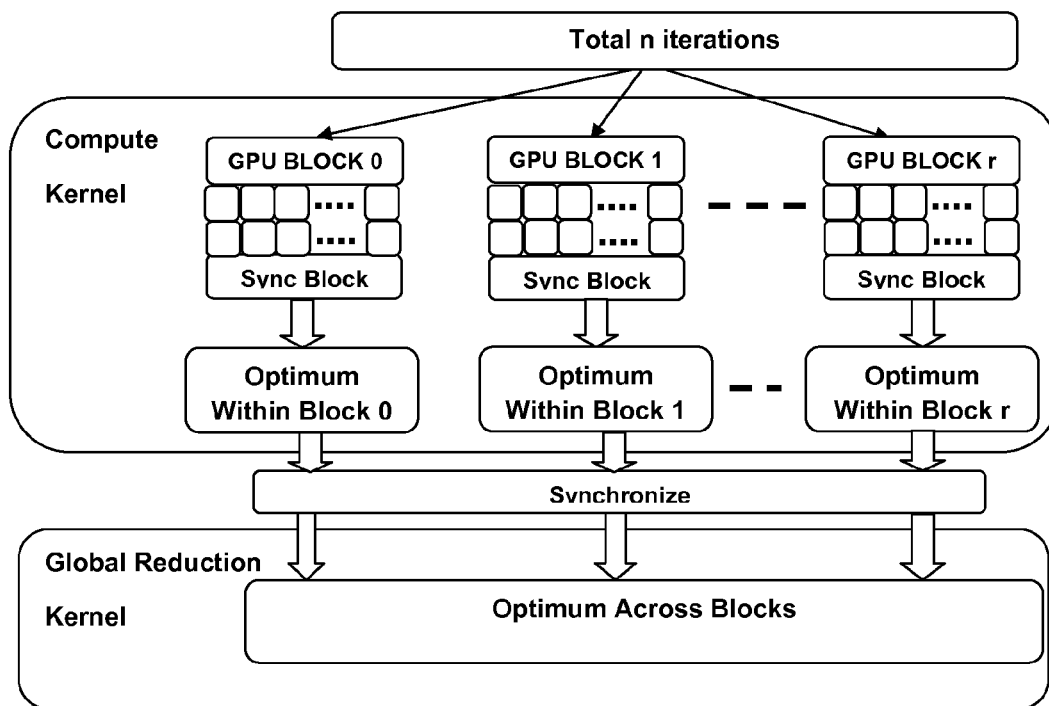 Total n iterations
Compute
Kernel
GPU BLOCK 0
GPU BLOCK 1
GPU BLOCK r
.....
.....
.....
.....
.....
.....
Sync Block
Sync Block
Sync Block
Optimum
Within Block 0
Optimum
Within Block 1
Optimum
Within Block r
Synchronize
Global Reduction
Kernel
Optimum Across Blocks